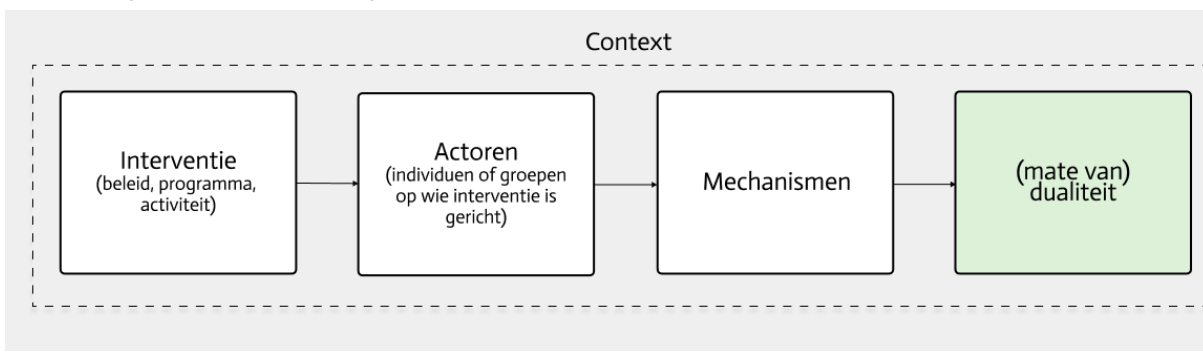 Context
Interventie
(beleid, programma,
activiteit)
Actoren
(individuen of groepen
op wie interventie is
gericht)
Mechanismen
(mate van)
dualiteit